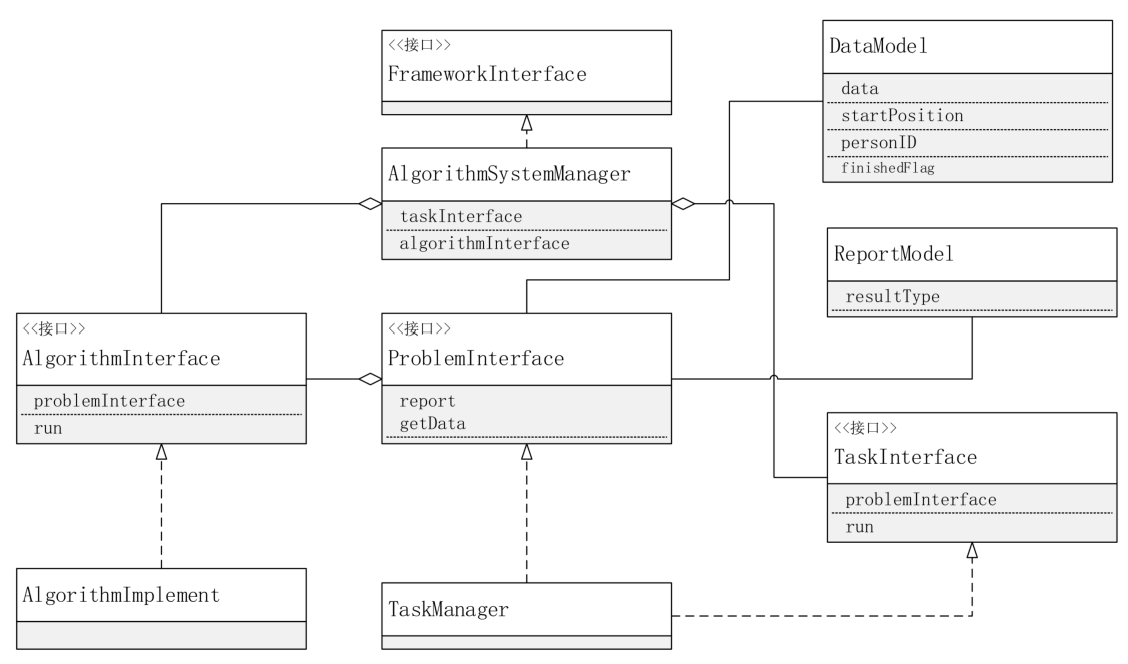 <<接口>>
FrameworkInterface
DataModel
data
startPosition
personID
finishedFlag
AlgorithmSystemManager
taskInterface
algorithmInterface
ReportModel
resultType
<<接口>>
AlgorithmInterface
problemInterface
run
<<接口>>
ProblemInterface
report
getData
<<接口>>
TaskInterface
problemInterface
run
AlgorithmImplement
TaskManager